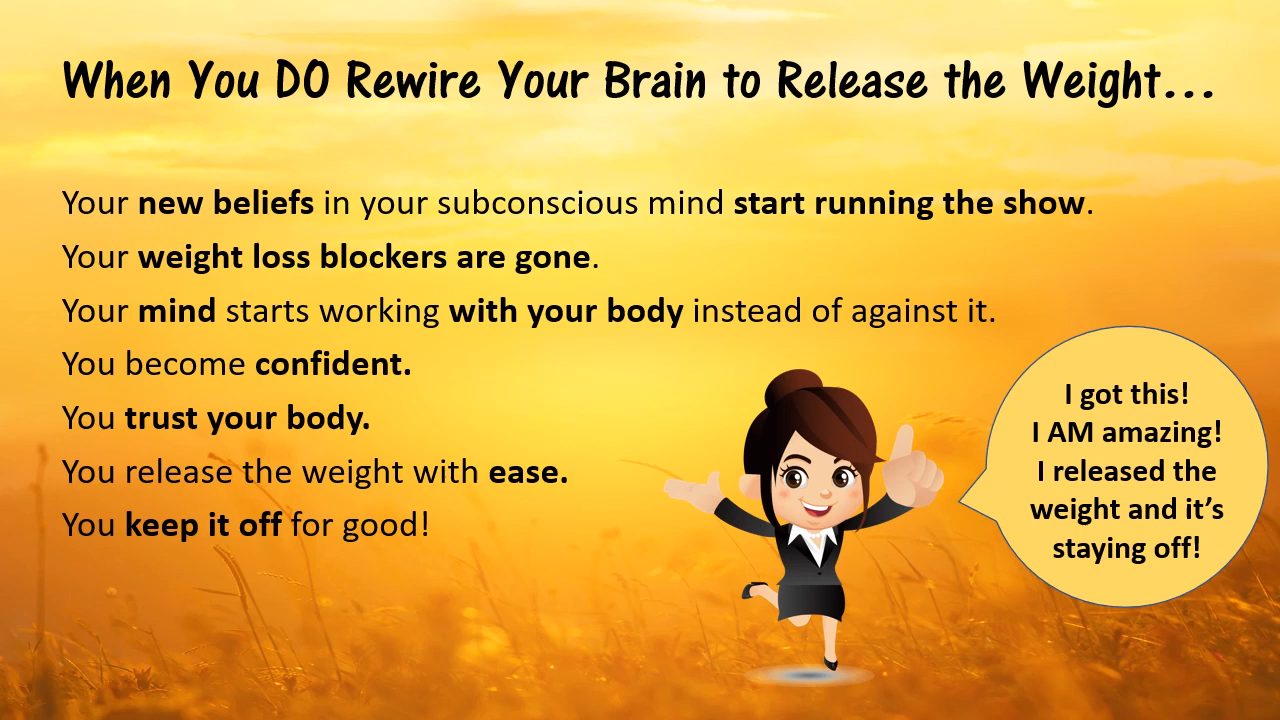 When You DO Rewire Your Brain to Release the Weight...
Your new beliefs in your subconscious mind start running the show.
Your weight loss blockers are gone.
Your mind starts working with your body instead of against it.
You become confident.
You trust your body.
You release the weight with ease.
You keep it off for good!
I got this!
I AM amazing!
I released the
weight and it’s
staying off!